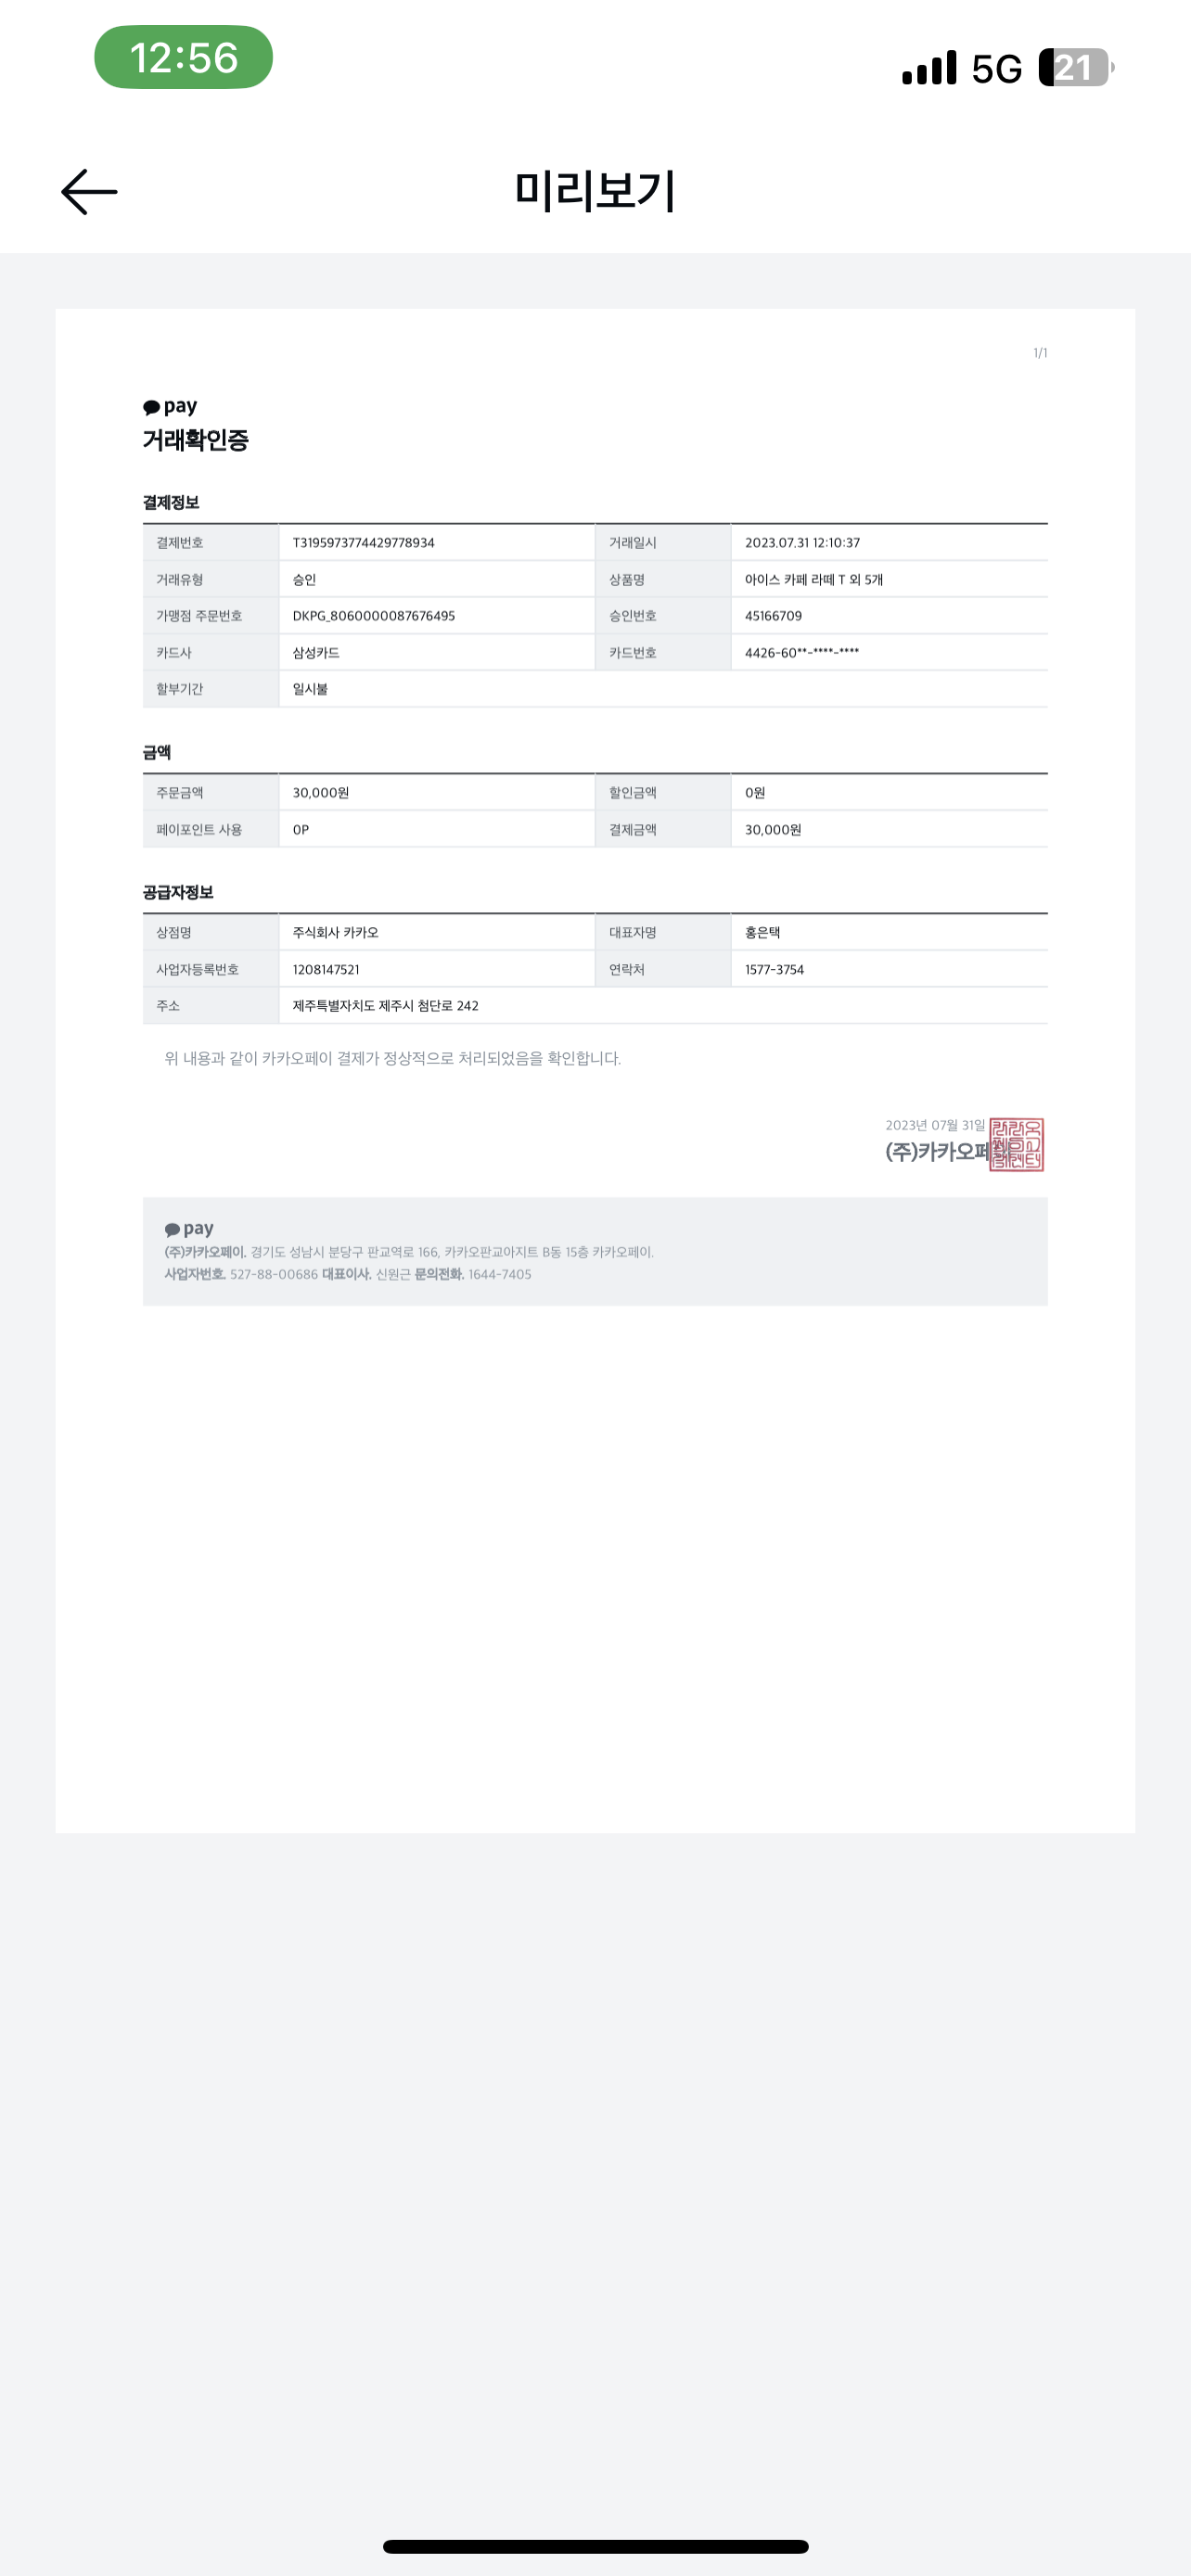 12:56 5G 21
미리보기
1/1
pay
거래확인증
결제정보
결제번호 T3195973774429778934 거래일시 2023.07.31 12:10:37
거래유형 승인 상품명 아이스 카페 라떼 T 외 5개
가맹점 주문번호 DKPG_8060000087676495 승인번호 45166709
카드사 삼성카드 카드번호 4426-60**-****-****
할부기간 일시불
금액
주문금액 30,000원 할인금액 0원
페이포인트 사용 0P 결제금액 30,000원
공급자정보
상점명 주식회사 카카오 대표자명 홍은택
사업자등록번호 1208147521 연락처 1577-3754
주소 제주특별자치도 제주시 첨단로 242
위 내용과 같이 카카오페이 결제가 정상적으로 처리되었음을 확인합니다.
2023년 07월 31일
(주)카카오페이
pay
(주)카카오페이. 경기도 성남시 분당구 판교역로 166, 카카오판교아지트 B동 15층 카카오페이.
사업자번호. 527-88-00686 대표이사. 신원근 문의전화. 1644-7405